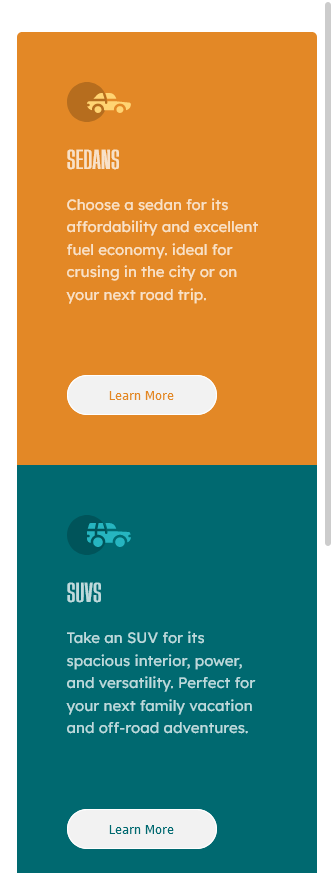 SEDANS
Choose a sedan for its
affordability and excellent
fuel economy. ideal for
crusing in the city or on
your next road trip.
Learn More
SUVS
Take an SUV for its
spacious interior, power,
and versatility. Perfect for
your next family vacation
and off-road adventures.
Learn More